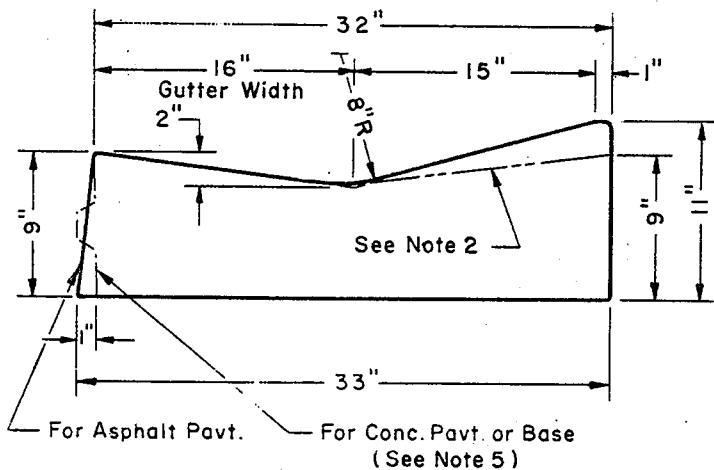 32"
16"
15"
1"
Gutter Width
2"
8"R
9"
See Note 2
9"
11"
1"
33"
For Asphalt Pavt.
For Conc. Pavt. or Base
(See Note 5)